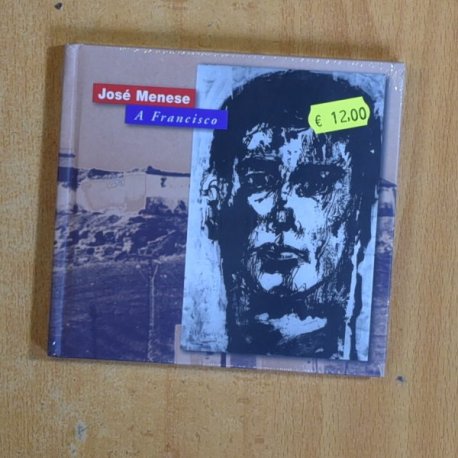 José Menese
A Francisco
€ 12.00